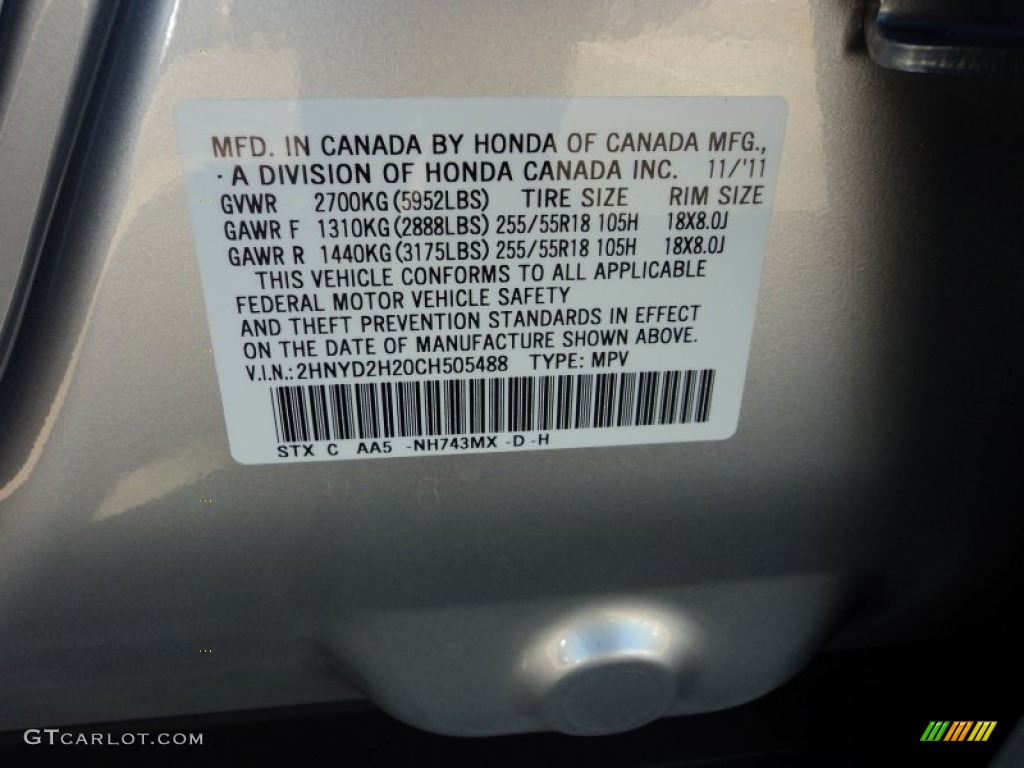 MFD. IN CANADA BY HONDA OF CANADA MFG.,
· A DIVISION OF HONDA CANADA INC. 11/'11
GVWR 2700KG(5952LBS) TIRE SIZE RIM SIZE
GAWR F 1310KG(2888LBS) 255/55R18 105H 18X8.0J
GAWR R 1440KG(3175LBS) 255/55R18 105H 18X8.0J
THIS VEHICLE CONFORMS TO ALL APPLICABLE
FEDERAL MOTOR VEHICLE SAFETY
AND THEFT PREVENTION STANDARDS IN EFFECT
ON THE DATE OF MANUFACTURE SHOWN ABOVE.
V.I.N.:2HNYD2H20CH505488 TYPE: MPV
STX C AA5 -NH743MX -D -H
GTCARLOT.COM